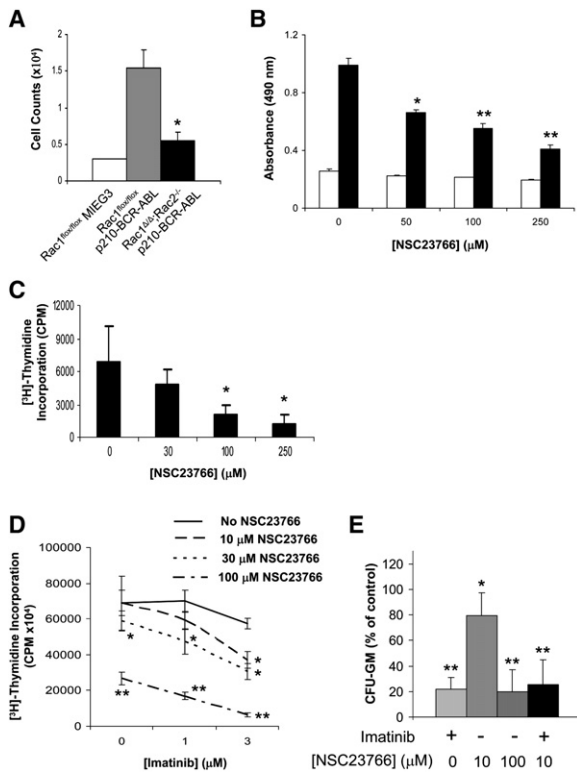 A
Cell Counts (x10⁴)
2
1.5
1
0.5
0
*
Rac1flox/flox MIEG3
Rac1flox/flox
p210-BCR-ABL
Rac1Δ/Δ;Rac2-/-
p210-BCR-ABL
B
Absorbance (490 nm)
1.2
0.8
0.4
0
*
**
**
0 50 100 250
[NSC23766] (µM)
C
[³H]-Thymidine
Incorporation (CPM)
12000
9000
6000
3000
0
*
*
0 30 100 250
[NSC23766] (µM)
D
No NSC23766
10 µM NSC23766
30 µM NSC23766
100 µM NSC23766
[³H]-Thymidine Incorporation
(CPM x10⁴)
100000
80000
60000
40000
20000
0
*
*
*
*
**
**
**
0 1 3
[Imatinib] (µM)
E
CFU-GM (% of control)
120
100
80
60
40
20
0
**
*
**
**
Imatinib + - - +
[NSC23766] (µM) 0 10 100 10